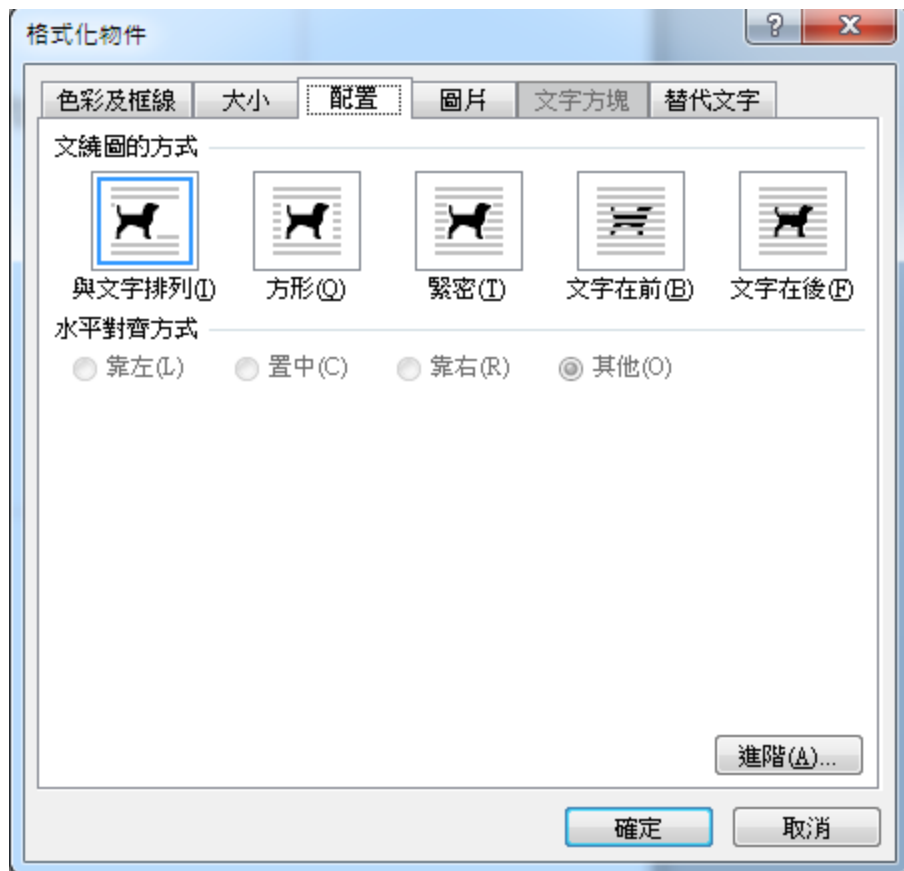 格式化物件
色彩及框線 大小 配置 圖片 文字方塊 替代文字
文繞圖的方式
與文字排列(I) 方形(Q) 緊密(T) 文字在前(B) 文字在後(F)
水平對齊方式
靠左(L) 置中(C) 靠右(R) 其他(O)
進階(A)...
確定 取消